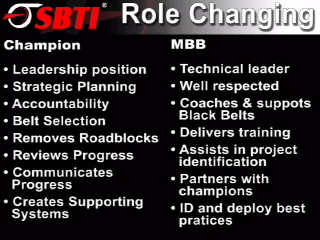 SBTI® Role Changing
Champion
• Leadership position
• Strategic Planning
• Accountability
• Belt Selection
• Removes Roadblocks
• Reviews Progress
• Communicates
Progress
• Creates Supporting
Systems
MBB
• Technical leader
• Well respected
• Coaches & suppots
Black Belts
• Delivers training
• Assists in project
identification
• Partners with
champions
• ID and deploy best
pratices